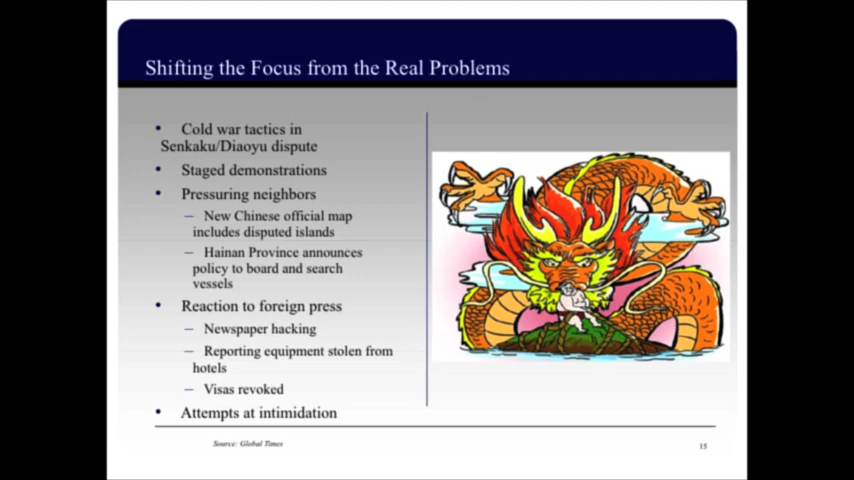 Shifting the Focus from the Real Problems
• Cold war tactics in
Senkaku/Diaoyu dispute
• Staged demonstrations
• Pressuring neighbors
– New Chinese official map
includes disputed islands
– Hainan Province announces
policy to board and search
vessels
• Reaction to foreign press
– Newspaper hacking
– Reporting equipment stolen from
hotels
– Visas revoked
• Attempts at intimidation
Source: Global Times
15